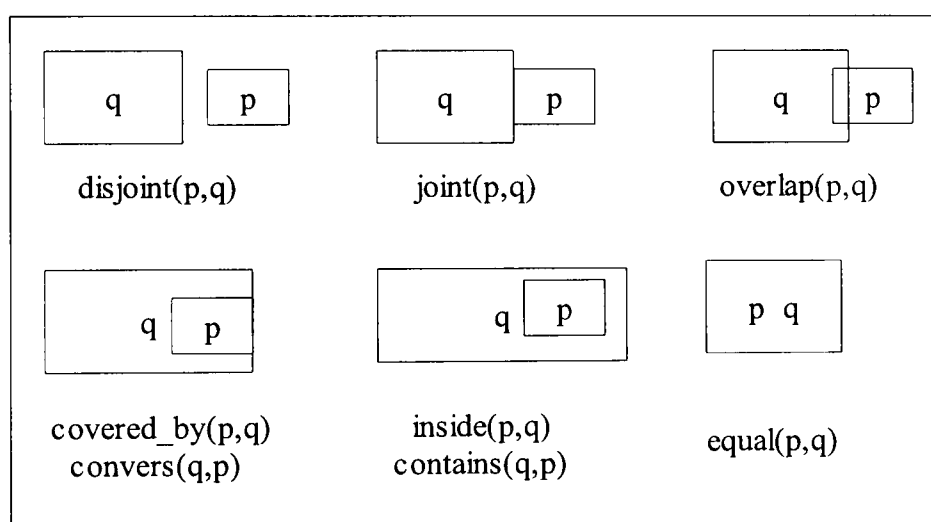 q p q p q p
disjoint(p,q) joint(p,q) overlap(p,q)
q p q p p q
covered_by(p,q) inside(p,q) equal(p,q)
convers(q,p) contains(q,p)